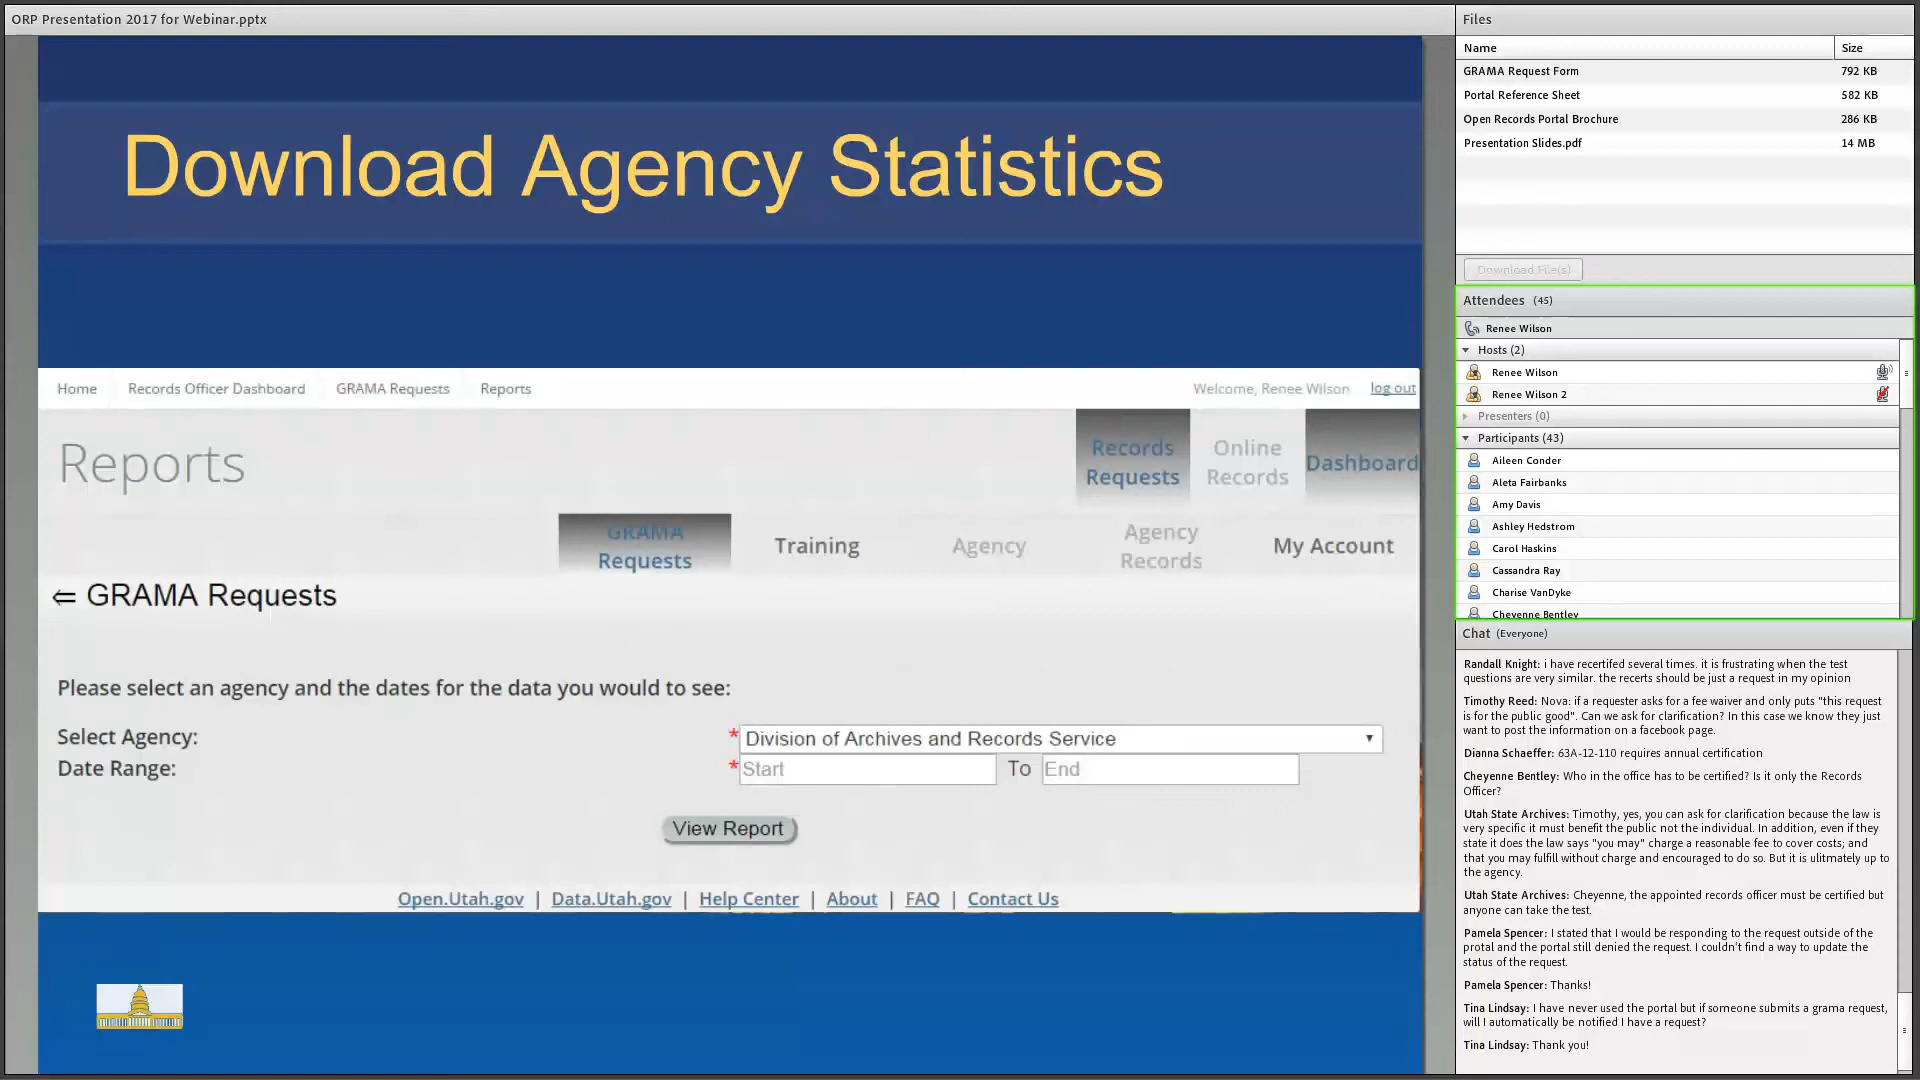 ORP Presentation 2017 for Webinar.pptx
Download Agency Statistics
Home Records Officer Dashboard GRAMA Requests Reports Welcome, Renee Wilson log out
Reports
Records Requests
Online Records
Dashboard
GRAMA Requests
Training
Agency
Agency Records
My Account
⇐ GRAMA Requests
Please select an agency and the dates for the data you would to see:
Select Agency: * Division of Archives and Records Service
Date Range: * Start To End
View Report
Open.Utah.gov | Data.Utah.gov | Help Center | About | FAQ | Contact Us
Files
Name Size
GRAMA Request Form 792 KB
Portal Reference Sheet 582 KB
Open Records Portal Brochure 286 KB
Presentation Slides.pdf 14 MB
Download File(s)
Attendees (45)
Renee Wilson
Hosts (2)
Renee Wilson
Renee Wilson 2
Presenters (0)
Participants (43)
Aileen Conder
Aleta Fairbanks
Amy Davis
Ashley Hedstrom
Carol Haskins
Cassandra Ray
Charise VanDyke
Cheyenne Bentley
Chat (Everyone)
Randall Knight: i have recertifed several times. it is frustrating when the test
questions are very similar. the recerts should be just a request in my opinion
Timothy Reed: Nova: if a requester asks for a fee waiver and only puts "this request
is for the public good". Can we ask for clarification? In this case we know they just
want to post the information on a facebook page.
Dianna Schaeffer: 63A-12-110 requires annual certification
Cheyenne Bentley: Who in the office has to be certified? Is it only the Records
Officer?
Utah State Archives: Timothy, yes, you can ask for clarification because the law is
very specific it must benefit the public not the individual. In addition, even if they
state it does the law says "you may" charge a reasonable fee to cover costs; and
that you may fulfill without charge and encouraged to do so. But it is ulitmately up to
the agency.
Utah State Archives: Cheyenne, the appointed records officer must be certified but
anyone can take the test.
Pamela Spencer: I stated that I would be responding to the request outside of the
protal and the portal still denied the request. I couldn't find a way to update the
status of the request.
Pamela Spencer: Thanks!
Tina Lindsay: I have never used the portal but if someone submits a grama request,
will I automatically be notified I have a request?
Tina Lindsay: Thank you!